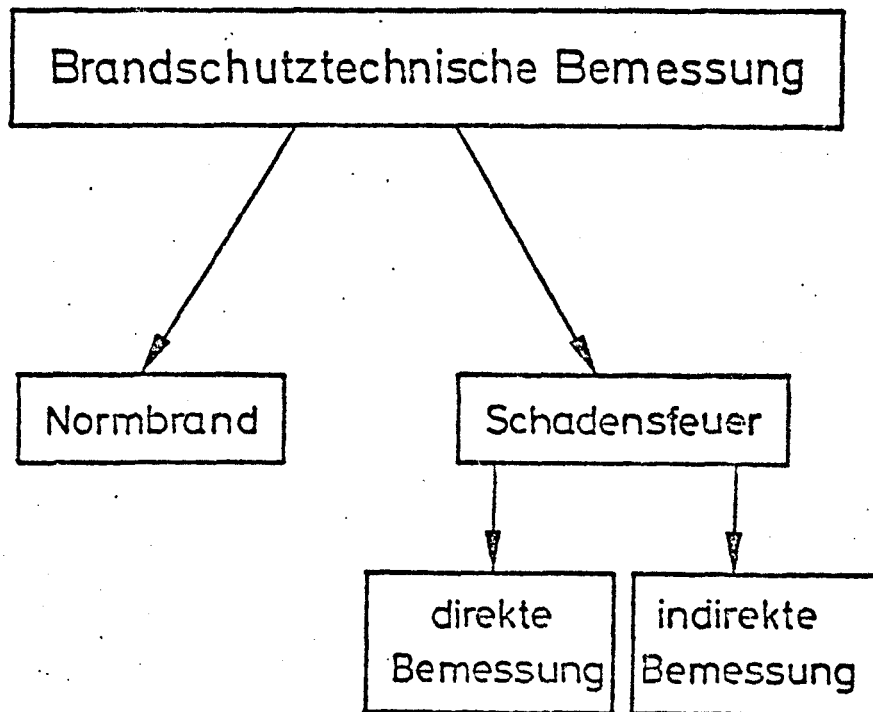 Brandschutztechnische Bemessung
Normbrand
Schadensfeuer
direkte
Bemessung
indirekte
Bemessung